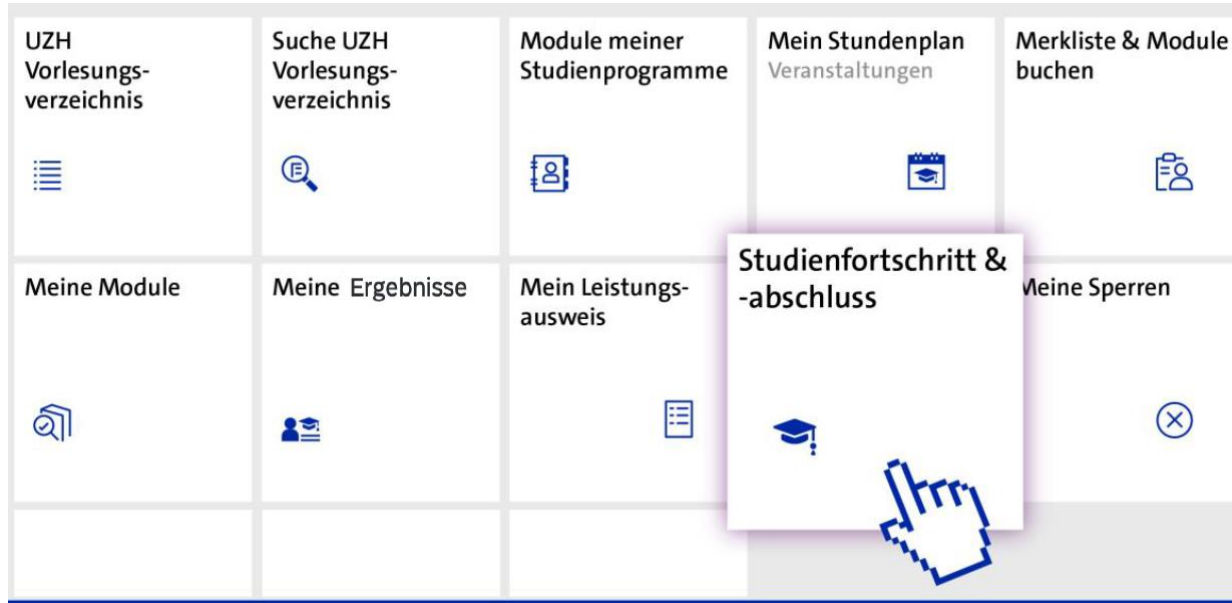 UZH
Vorlesungs-
verzeichnis
Suche UZH
Vorlesungs-
verzeichnis
Module meiner
Studienprogramme
Mein Stundenplan
Veranstaltungen
Merkliste & Module
buchen
Meine Module
Meine Ergebnisse
Mein Leistungs-
ausweis
Studienfortschritt &
-abschluss
Meine Sperren